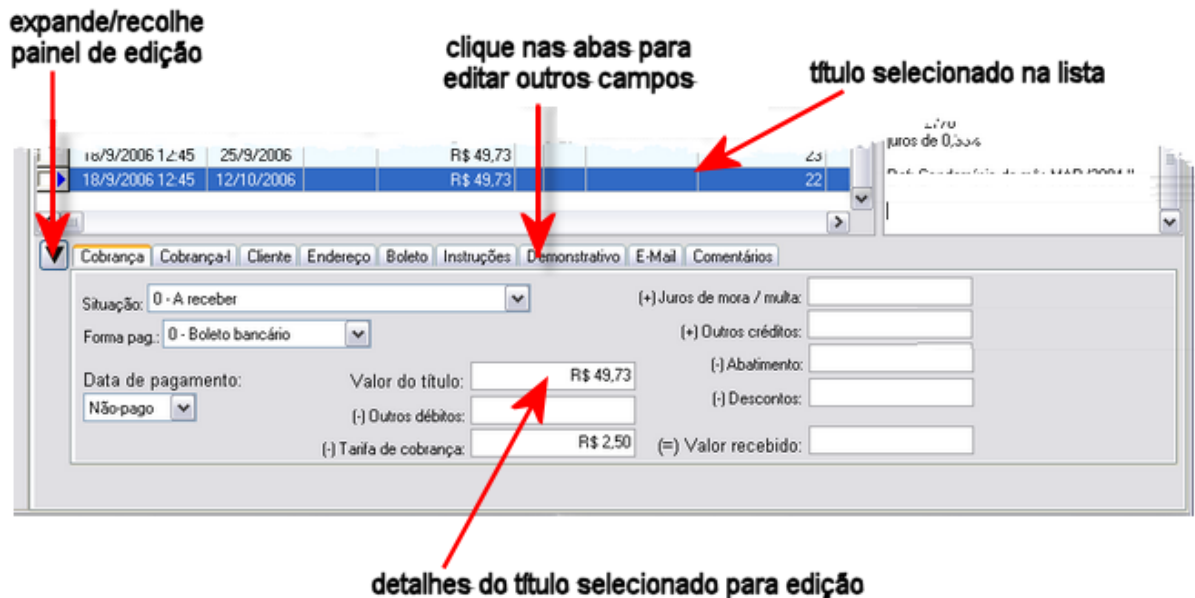 expande/recolhe
painel de edição
clique nas abas para
editar outros campos
título selecionado na lista
18/9/2006 12:45 25/9/2006 R$ 49,73 23
juros de
18/9/2006 12:45 12/10/2006 R$ 49,73 22
Cobrança Cobrança-I Cliente Endereço Boleto Instruções Demonstrativo E-Mail Comentários
Situação: 0 - A receber (+) Juros de mora / multa:
Forma pag.: 0 - Boleto bancário (+) Outros créditos:
(-) Abatimento:
Data de pagamento: Valor do título: R$ 49,73
Não-pago (-) Outros débitos: (-) Descontos:
(-) Tarifa de cobrança: R$ 2,50 (=) Valor recebido:
detalhes do título selecionado para edição